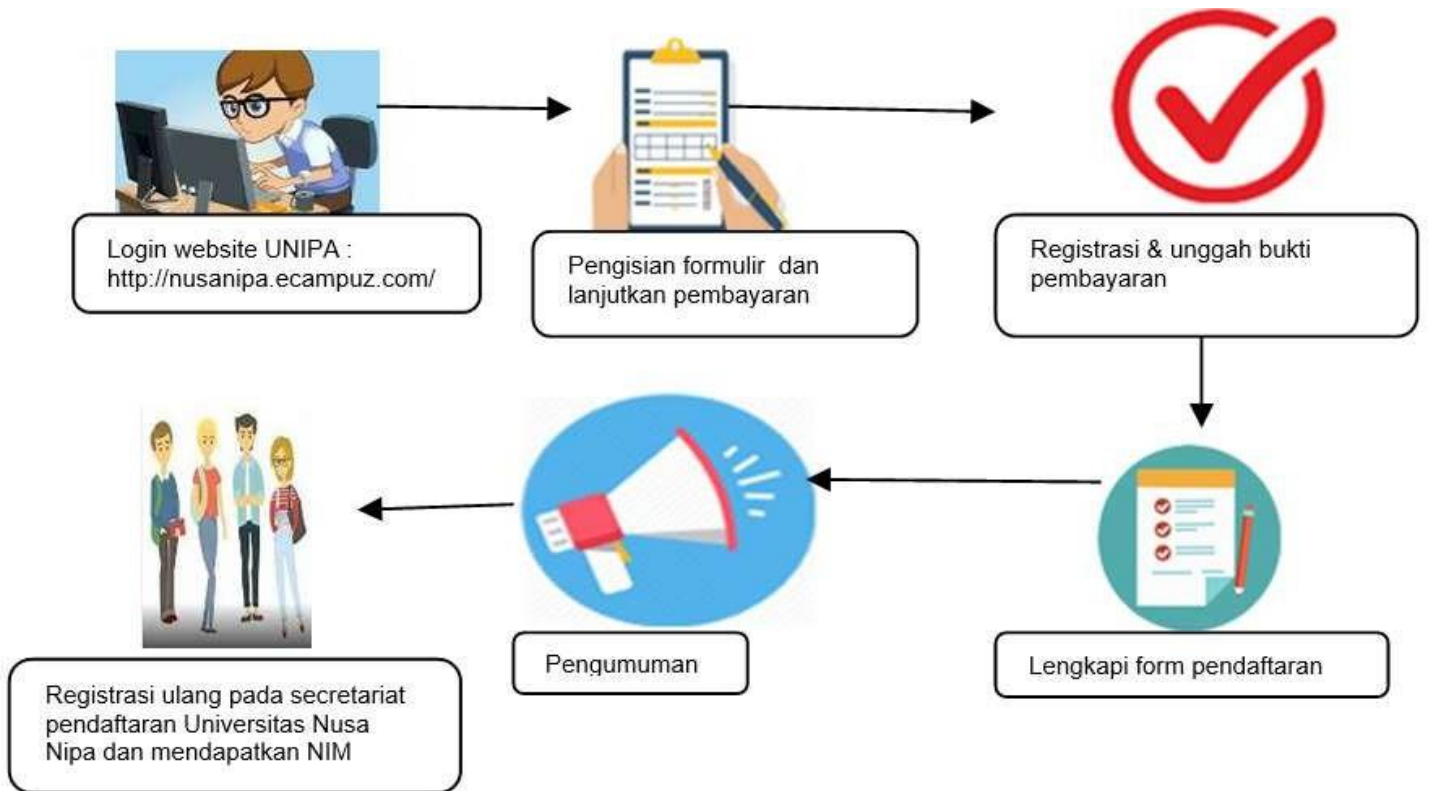 Login website UNIPA :
http://nusanipa.ecampuz.com/
Pengisian formulir dan
lanjutkan pembayaran
Registrasi & unggah bukti
pembayaran
Lengkapi form pendaftaran
Pengumuman
Registrasi ulang pada secretariat
pendaftaran Universitas Nusa
Nipa dan mendapatkan NIM